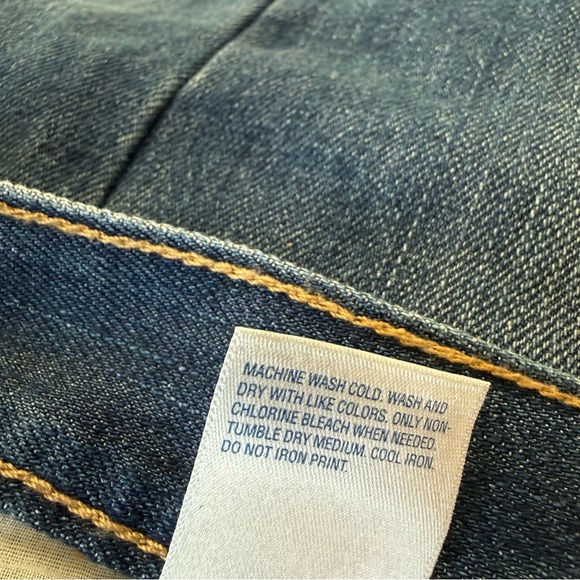 MACHINE WASH COLD. WASH AND
DRY WITH LIKE COLORS. ONLY NON-
CHLORINE BLEACH WHEN NEEDED.
TUMBLE DRY MEDIUM. COOL IRON.
DO NOT IRON PRINT.